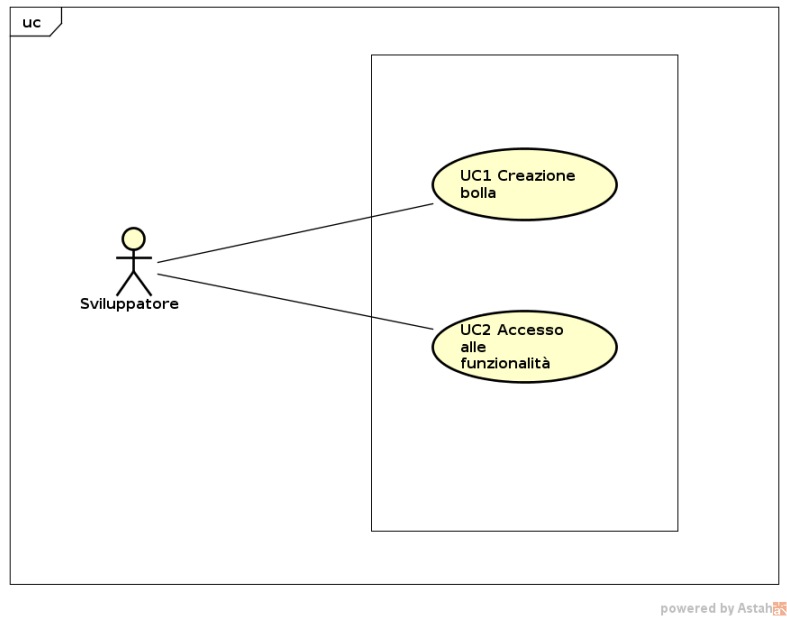 uc
UC1 Creazione
bolla
Sviluppatore
UC2 Accesso
alle
funzionalità
powered by Astah